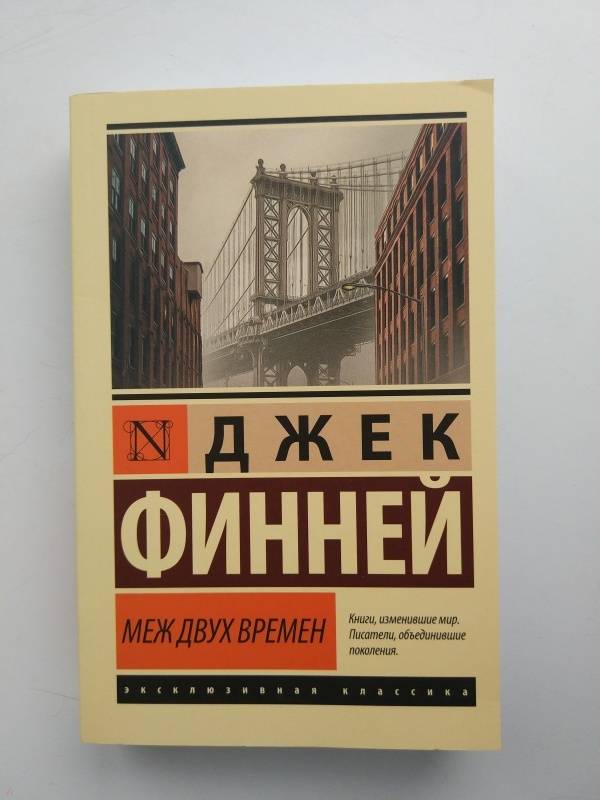 N ДЖЕК
ФИННЕЙ
МЕЖ ДВУХ ВРЕМЕН
Книги, изменившие мир.
Писатели, объединившие
поколения.
эксклюзивная классика